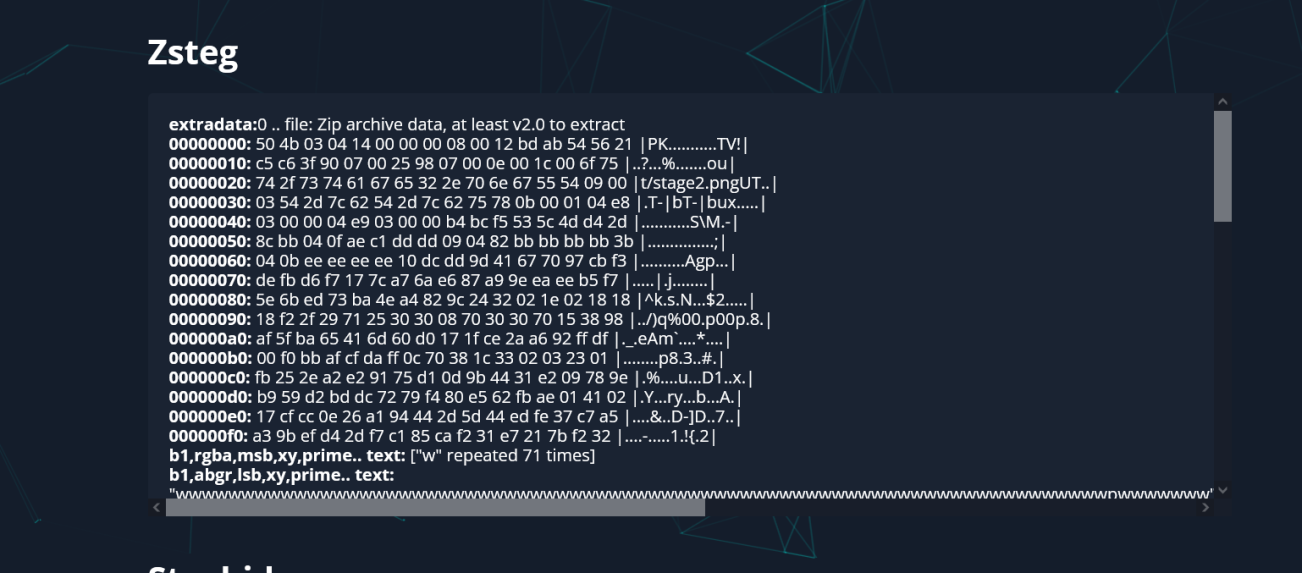 Zsteg
extradata:0 .. file: Zip archive data, at least v2.0 to extract
00000000: 50 4b 03 04 14 00 00 00 08 00 12 bd ab 54 56 21 |PK...........TV!|
00000010: c5 c6 3f 90 07 00 25 98 07 00 0e 00 1c 00 6f 75 |..?...%.......ou|
00000020: 74 2f 73 74 61 67 65 32 2e 70 6e 67 55 54 09 00 |t/stage2.pngUT..|
00000030: 03 54 2d 7c 62 54 2d 7c 62 75 78 0b 00 01 04 e8 |.T-|bT-|bux.....|
00000040: 03 00 00 04 e9 03 00 00 b4 bc f5 53 5c 4d d4 2d |...........S\M.-|
00000050: 8c bb 04 0f ae c1 dd dd 09 04 82 bb bb bb bb 3b |...............;|
00000060: 04 0b ee ee ee ee 10 dc dd 9d 41 67 70 97 cb f3 |..........Agp...|
00000070: de fb d6 f7 17 7c a7 6a e6 87 a9 9e ea ee b5 f7 |.....|.j........|
00000080: 5e 6b ed 73 ba 4e a4 82 9c 24 32 02 1e 02 18 18 |^k.s.N...$2.....|
00000090: 18 f2 2f 29 71 25 30 30 08 70 30 30 70 15 38 98 |../)q%00.p00p.8.|
000000a0: af 5f ba 65 41 6d 60 d0 17 1f ce 2a a6 92 ff df |._.eAm`....*....|
000000b0: 00 f0 bb af cf da ff 0c 70 38 1c 33 02 03 23 01 |........p8.3..#.|
000000c0: fb 25 2e a2 e2 91 75 d1 0d 9b 44 31 e2 09 78 9e |.%....u...D1..x.|
000000d0: b9 59 d2 bd dc 72 79 f4 80 e5 62 fb ae 01 41 02 |.Y...ry...b...A.|
000000e0: 17 cf cc 0e 26 a1 94 44 2d 5d 44 ed fe 37 c7 a5 |....&..D-]D..7..|
000000f0: a3 9b ef d4 2d f7 c1 85 ca f2 31 e7 21 7b f2 32 |....-.....1.!{.2|
b1,rgba,msb,xy,prime.. text: ["w" repeated 71 times]
b1,abgr,lsb,xy,prime.. text: